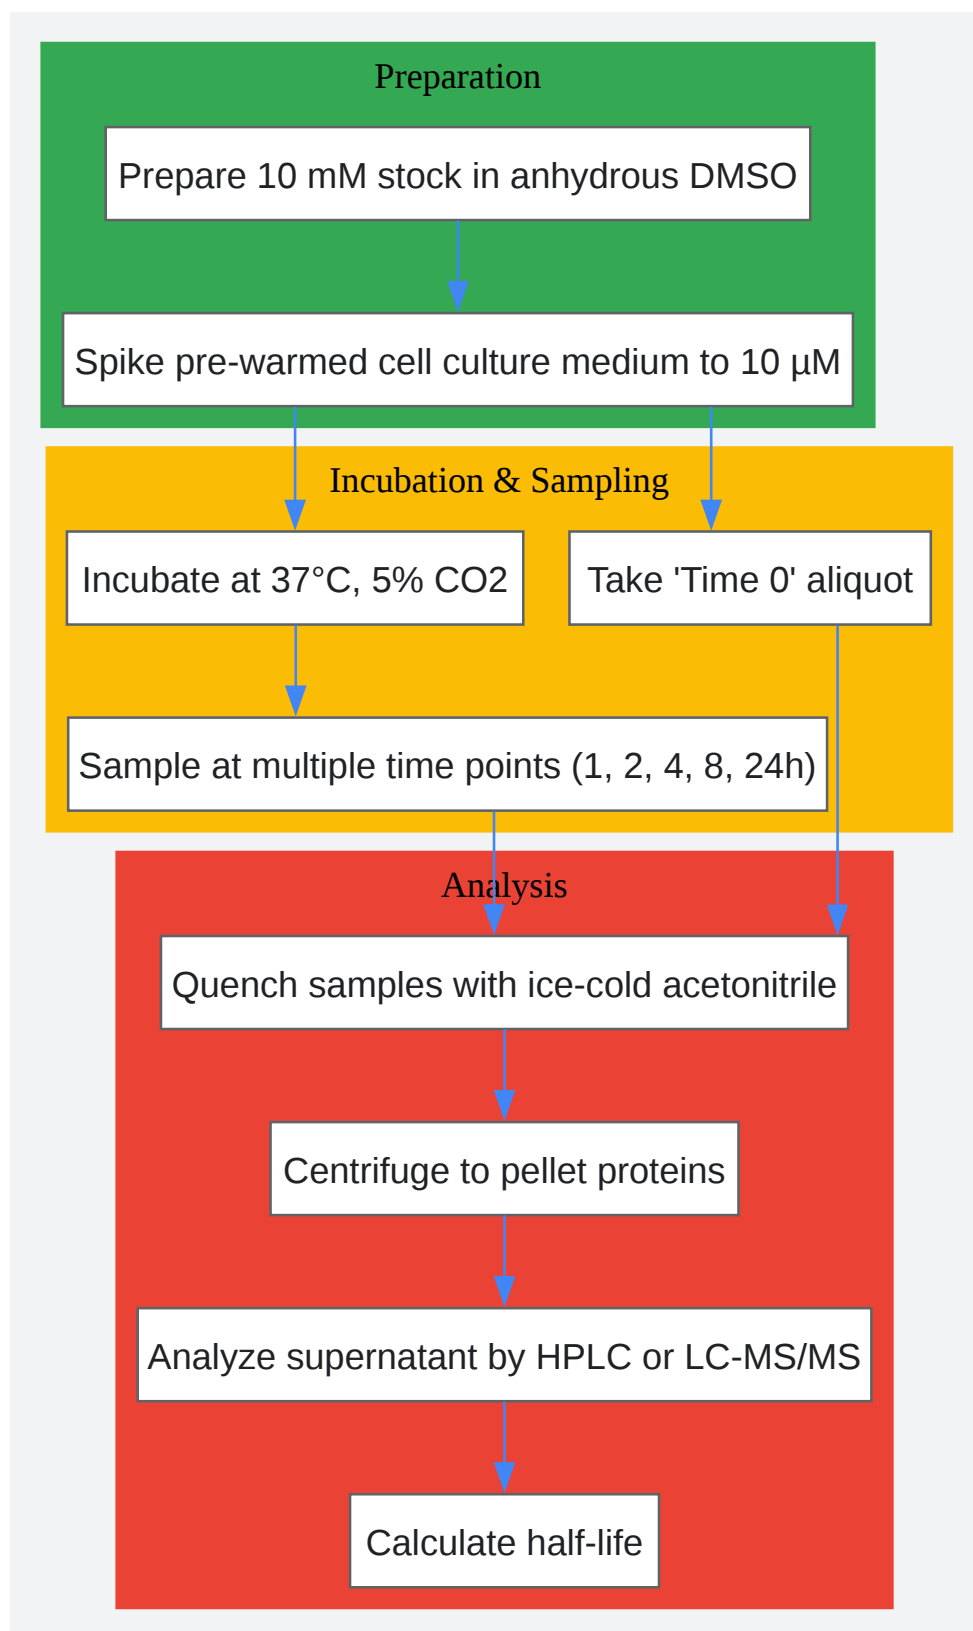 Preparation
Prepare 10 mM stock in anhydrous DMSO
Spike pre-warmed cell culture medium to 10 µM
Incubation & Sampling
Incubate at 37°C, 5% CO2
Take 'Time 0' aliquot
Sample at multiple time points (1, 2, 4, 8, 24h)
Analysis
Quench samples with ice-cold acetonitrile
Centrifuge to pellet proteins
Analyze supernatant by HPLC or LC-MS/MS
Calculate half-life